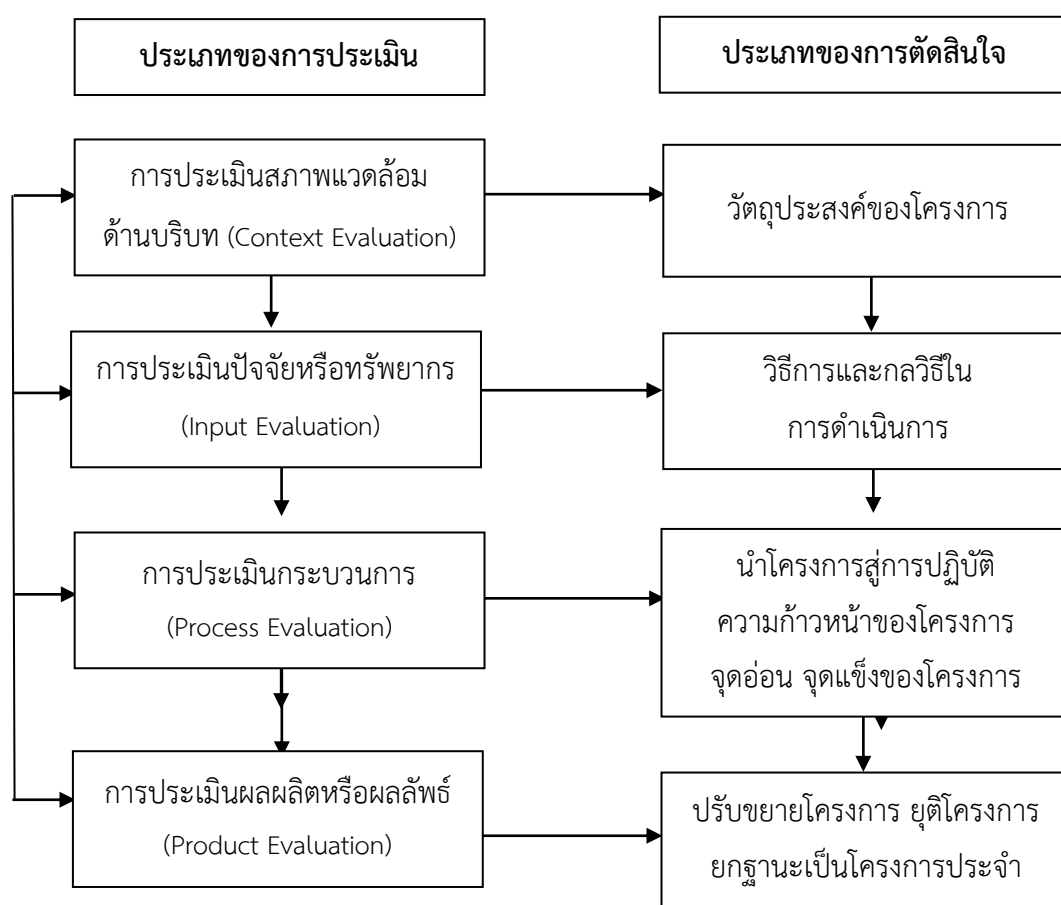 ประเภทของการประเมิน
ประเภทของการตัดสินใจ
การประเมินสภาพแวดล้อม
ด้านบริบท (Context Evaluation)
วัตถุประสงค์ของโครงการ
การประเมินปัจจัยหรือทรัพยากร
(Input Evaluation)
วิธีการและกลวิธีใน
การดำเนินการ
การประเมินกระบวนการ
(Process Evaluation)
นำโครงการสู่การปฏิบัติ
ความก้าวหน้าของโครงการ
จุดอ่อน จุดแข็งของโครงการ
การประเมินผลผลิตหรือผลลัพธ์
(Product Evaluation)
ปรับขยายโครงการ ยุติโครงการ
ยกฐานะเป็นโครงการประจำ